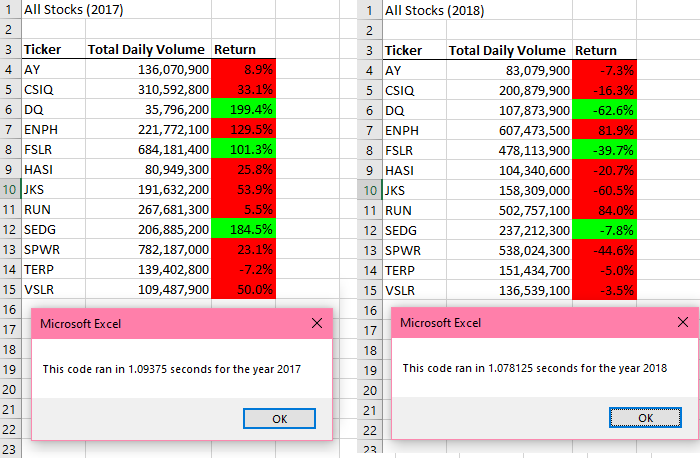 1 All Stocks (2017)
2
3 Ticker Total Daily Volume Return
4 AY 136,070,900 8.9%
5 CSIQ 310,592,800 33.1%
6 DQ 35,796,200 199.4%
7 ENPH 221,772,100 129.5%
8 FSLR 684,181,400 101.3%
9 HASI 80,949,300 25.8%
10 JKS 191,632,200 53.9%
11 RUN 267,681,300 5.5%
12 SEDG 206,885,200 184.5%
13 SPWR 782,187,000 23.1%
14 TERP 139,402,800 -7.2%
15 VSLR 109,487,900 50.0%
16
17 Microsoft Excel
18
19 This code ran in 1.09375 seconds for the year 2017
20
21 OK
22
23
1 All Stocks (2018)
2
3 Ticker Total Daily Volume Return
4 AY 83,079,900 -7.3%
5 CSIQ 200,879,900 -16.3%
6 DQ 107,873,900 -62.6%
7 ENPH 607,473,500 81.9%
8 FSLR 478,113,900 -39.7%
9 HASI 104,340,600 -20.7%
10 JKS 158,309,000 -60.5%
11 RUN 502,757,100 84.0%
12 SEDG 237,212,300 -7.8%
13 SPWR 538,024,300 -44.6%
14 TERP 151,434,700 -5.0%
15 VSLR 136,539,100 -3.5%
16
17 Microsoft Excel
18
19 This code ran in 1.078125 seconds for the year 2018
20
21 OK
22
23